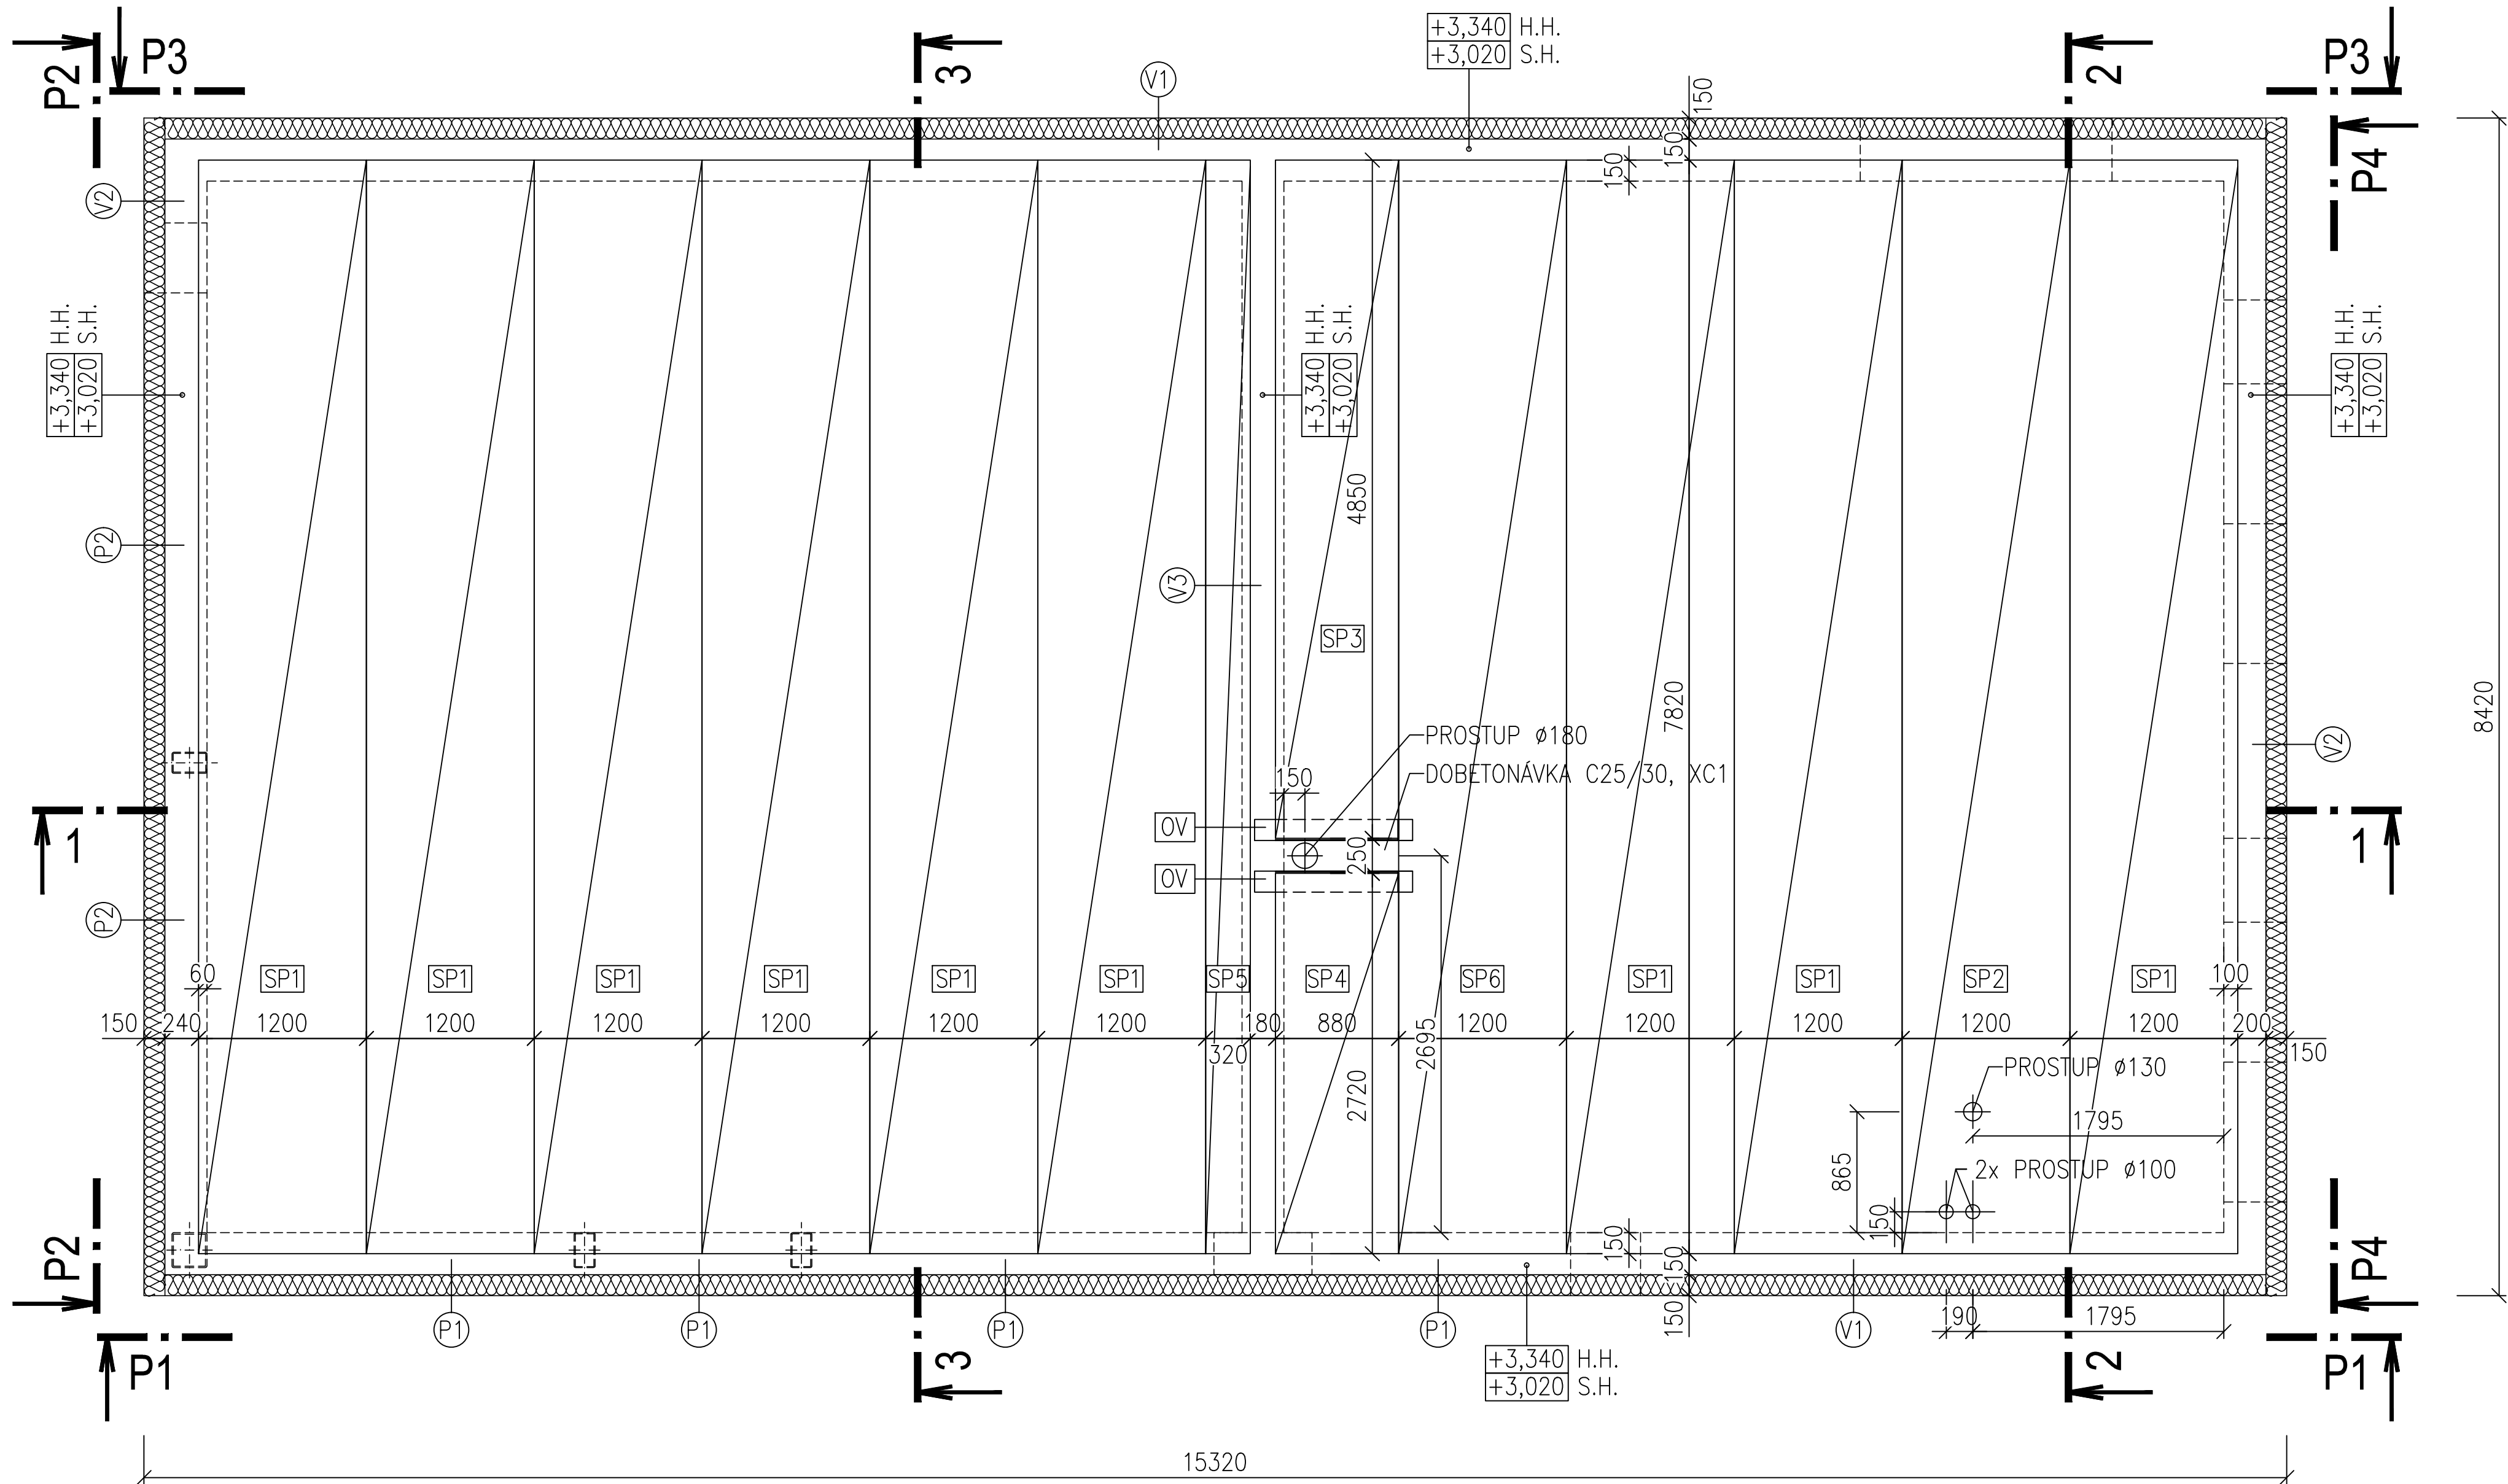 +3,340 H.H.
+3,020 S.H.
P2
P3
3
V1
2
P3
150
150
150
P4
V2
V2
+3,340 H.H.
+3,020 S.H.
+3,340 H.H.
+3,020 S.H.
+3,340 H.H.
+3,020 S.H.
4850
P2
V3
SP3
7820
8420
PROSTUP ø180
DOBETONÁVKA C25/30, XC1
150
OV
OV
250
1
1
P2
60
SP1
SP1
SP1
SP1
SP1
SP1
SP5
SP4
SP6
SP1
SP1
SP2
SP1
100
150
240
1200
1200
1200
1200
1200
1200
320
180
880
1200
1200
1200
1200
1200
200
150
2695
2720
PROSTUP ø130
1795
865
2x PROSTUP ø100
150
150
150
150
190
1795
P2
P1
P1
P1
P1
P1
3
V1
2
P4
P1
+3,340 H.H.
+3,020 S.H.
15320